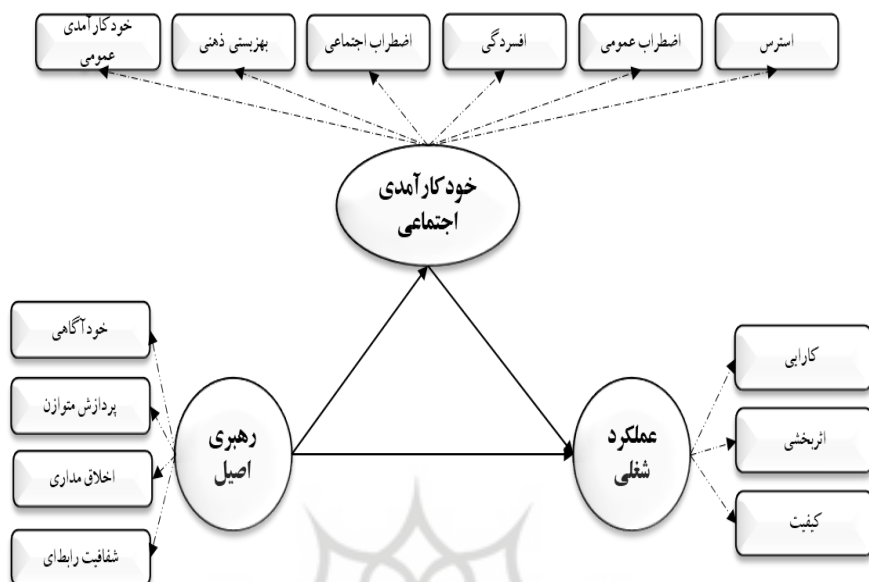 استرس
اضطراب عمومی
افسردگی
اضطراب اجتماعی
بهزیستی ذهنی
خودکارآمدی
عمومی
خودکارآمدی
اجتماعی
خودآگاهی
پردازش متوازن
اخلاق مداری
شفافیت رابطه‌ای
رهبری
اصیل
عملکرد
شغلی
کارایی
اثربخشی
کیفیت